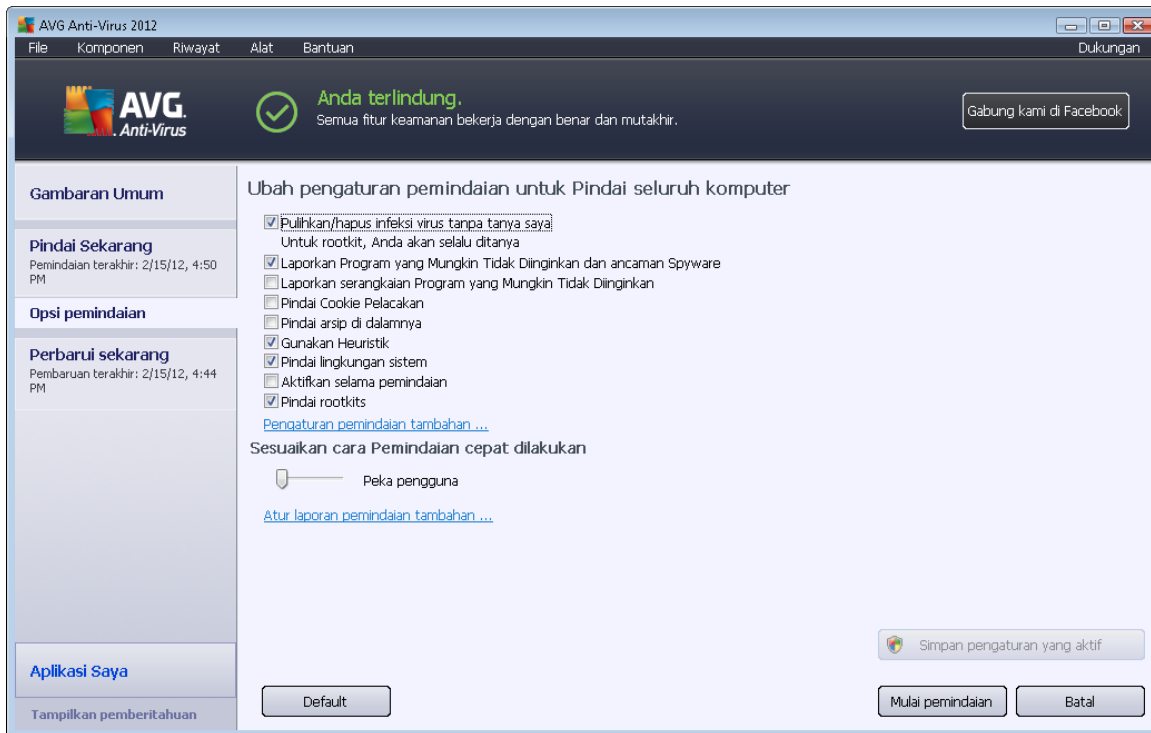 AVG Anti-Virus 2012
File Komponen Riwayat Alat Bantuan Dukungan
AVG.
Anti-Virus
Anda terlindung.
Semua fitur keamanan bekerja dengan benar dan mutakhir.
Gabung kami di Facebook
Gambaran Umum
Pindai Sekarang
Pemindaian terakhir: 2/15/12, 4:50
PM
Opsi pemindaian
Perbarui sekarang
Pembaruan terakhir: 2/15/12, 4:44
PM
Aplikasi Saya
Tampilkan pemberitahuan
Ubah pengaturan pemindaian untuk Pindai seluruh komputer
Pulihkan/hapus infeksi virus tanpa tanya saya
Untuk rootkit, Anda akan selalu ditanya
Laporkan Program yang Mungkin Tidak Diinginkan dan ancaman Spyware
Laporkan serangkaian Program yang Mungkin Tidak Diinginkan
Pindai Cookie Pelacakan
Pindai arsip di dalamnya
Gunakan Heuristik
Pindai lingkungan sistem
Aktifkan selama pemindaian
Pindai rootkits
Pengaturan pemindaian tambahan ...
Sesuaikan cara Pemindaian cepat dilakukan
Peka pengguna
Atur laporan pemindaian tambahan ...
Simpan pengaturan yang aktif
Default
Mulai pemindaian
Batal